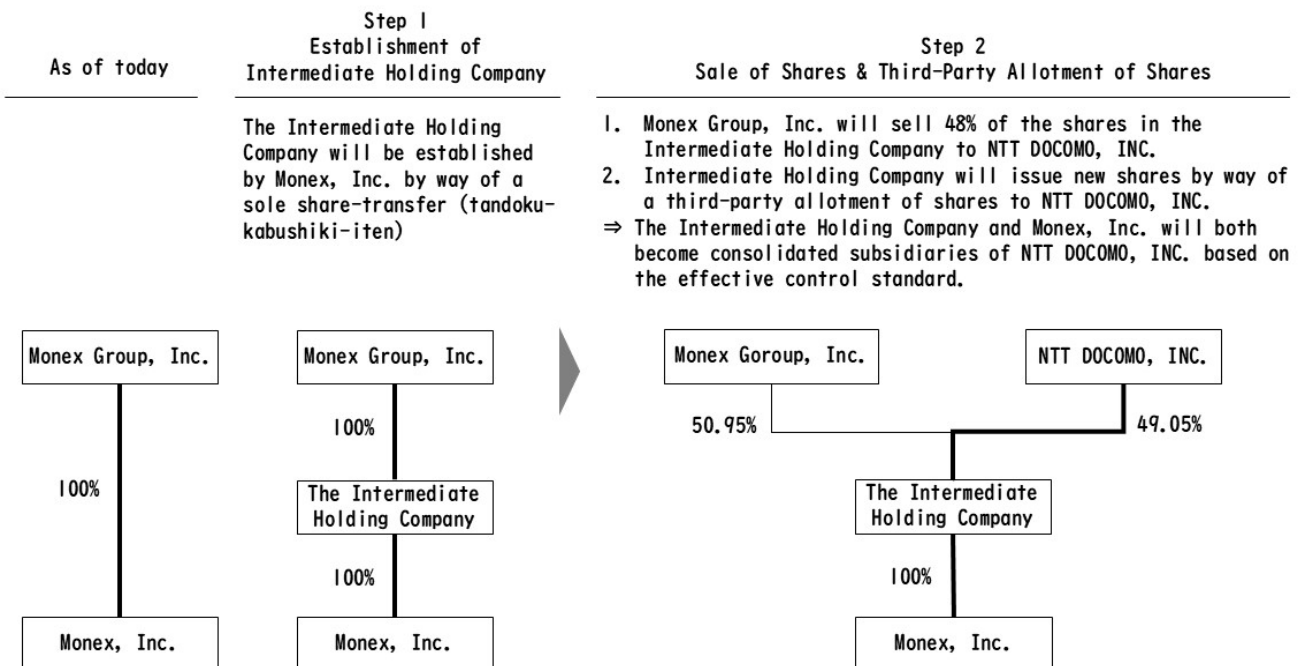 As of today
Step 1
Establishment of
Intermediate Holding Company
The Intermediate Holding
Company will be established
by Monex, Inc. by way of a
sole share-transfer (tandoku-
kabushiki-iten)
Step 2
Sale of Shares & Third-Party Allotment of Shares
1. Monex Group, Inc. will sell 48% of the shares in the
Intermediate Holding Company to NTT DOCOMO, INC.
2. Intermediate Holding Company will issue new shares by way of
a third-party allotment of shares to NTT DOCOMO, INC.
⇒ The Intermediate Holding Company and Monex, Inc. will both
become consolidated subsidiaries of NTT DOCOMO, INC. based on
the effective control standard.
Monex Group, Inc.
100%
Monex, Inc.
Monex Group, Inc.
100%
The Intermediate
Holding Company
100%
Monex, Inc.
Monex Goroup, Inc.
NTT DOCOMO, INC.
50.95%
49.05%
The Intermediate
Holding Company
100%
Monex, Inc.